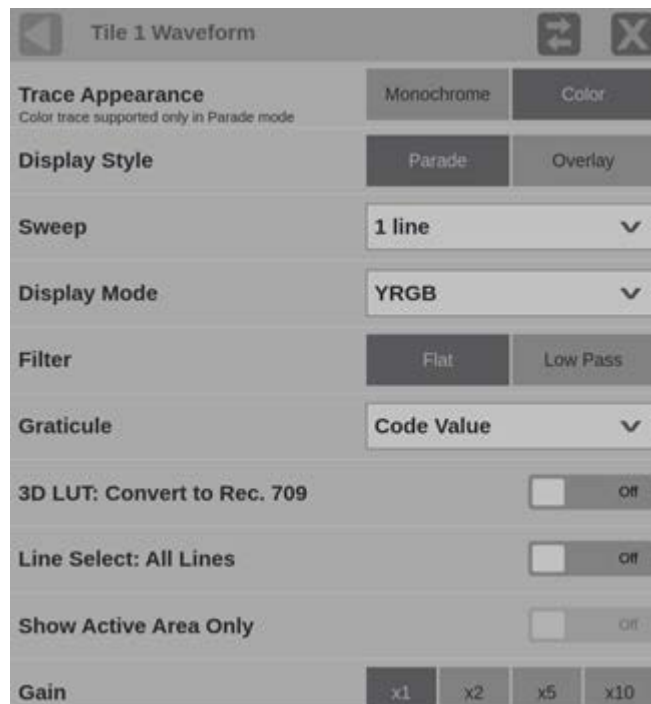 Tile 1 Waveform
Trace Appearance Monochrome Color
Color trace supported only in Parade mode
Display Style Parade Overlay
Sweep 1 line
Display Mode YRGB
Filter Flat Low Pass
Graticule Code Value
3D LUT: Convert to Rec. 709 Off
Line Select: All Lines Off
Show Active Area Only Off
Gain x1 x2 x5 x10